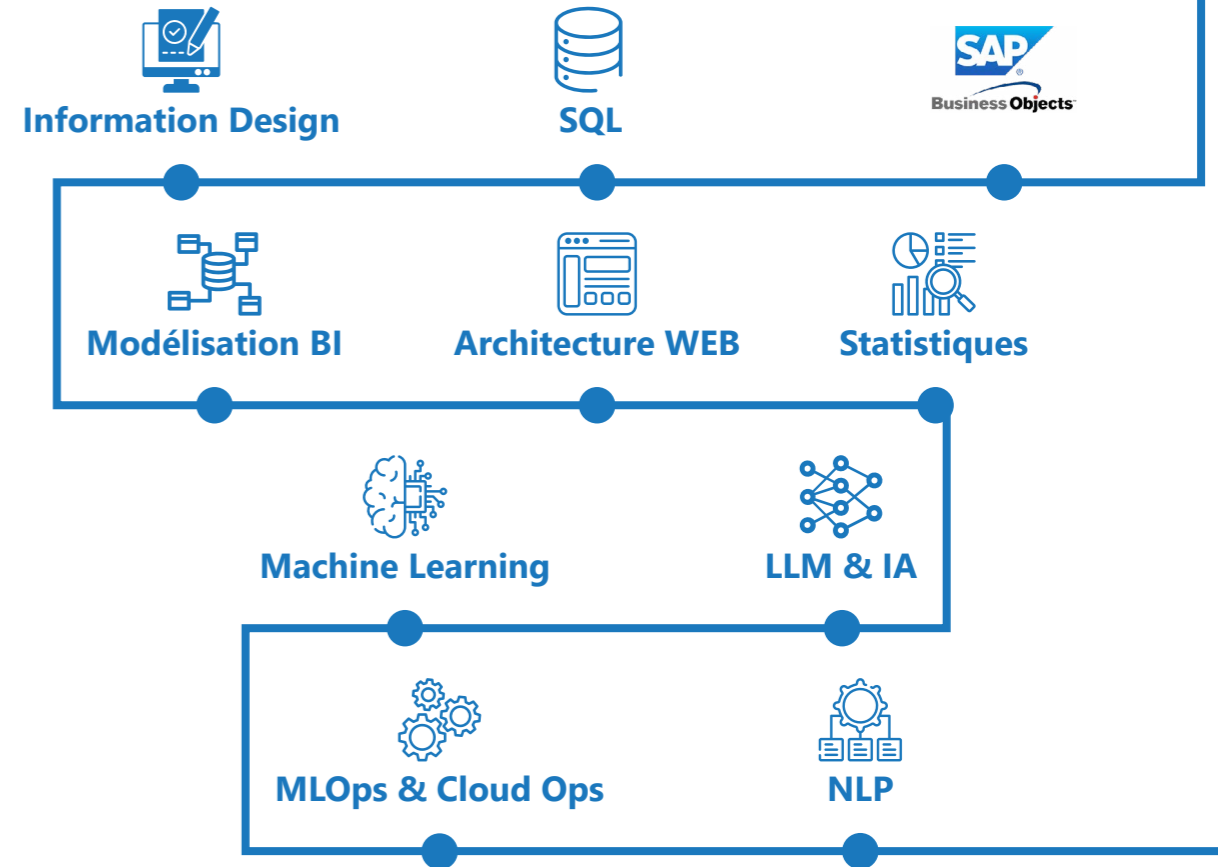 Information Design
SQL
SAP
®
Business Objects
Modélisation BI
Architecture WEB
Statistiques
Machine Learning
LLM & IA
MLOps & Cloud Ops
NLP